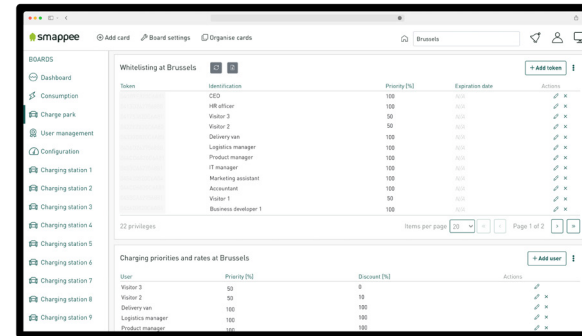 smappee
Add card
Board settings
Organise cards
Brussels
BOARDS
Dashboard
Consumption
Charge park
User management
Configuration
Charging station 1
Charging station 2
Charging station 3
Charging station 4
Charging station 5
Charging station 6
Charging station 7
Charging station 8
Charging station 9
Whitelisting at Brussels
+ Add token
Token Identification Priority [%] Expiration date Actions
CEO 100 N/A
HR officer 100 N/A
Visitor 3 50 N/A
Visitor 2 50 N/A
Delivery van 100 N/A
Logistics manager 100 N/A
Product manager 100 N/A
IT manager 100 N/A
Marketing assistant 100 N/A
Accountant 100 N/A
Visitor 1 50 N/A
Business developer 1 100 N/A
22 privileges Items per page 20 Page 1 of 2
Charging priorities and rates at Brussels
+ Add user
User Priority [%] Discount [%] Actions
Visitor 3 50 0
Visitor 2 50 10
Delivery van 100 100
Logistics manager 100 100
Product manager 100 100